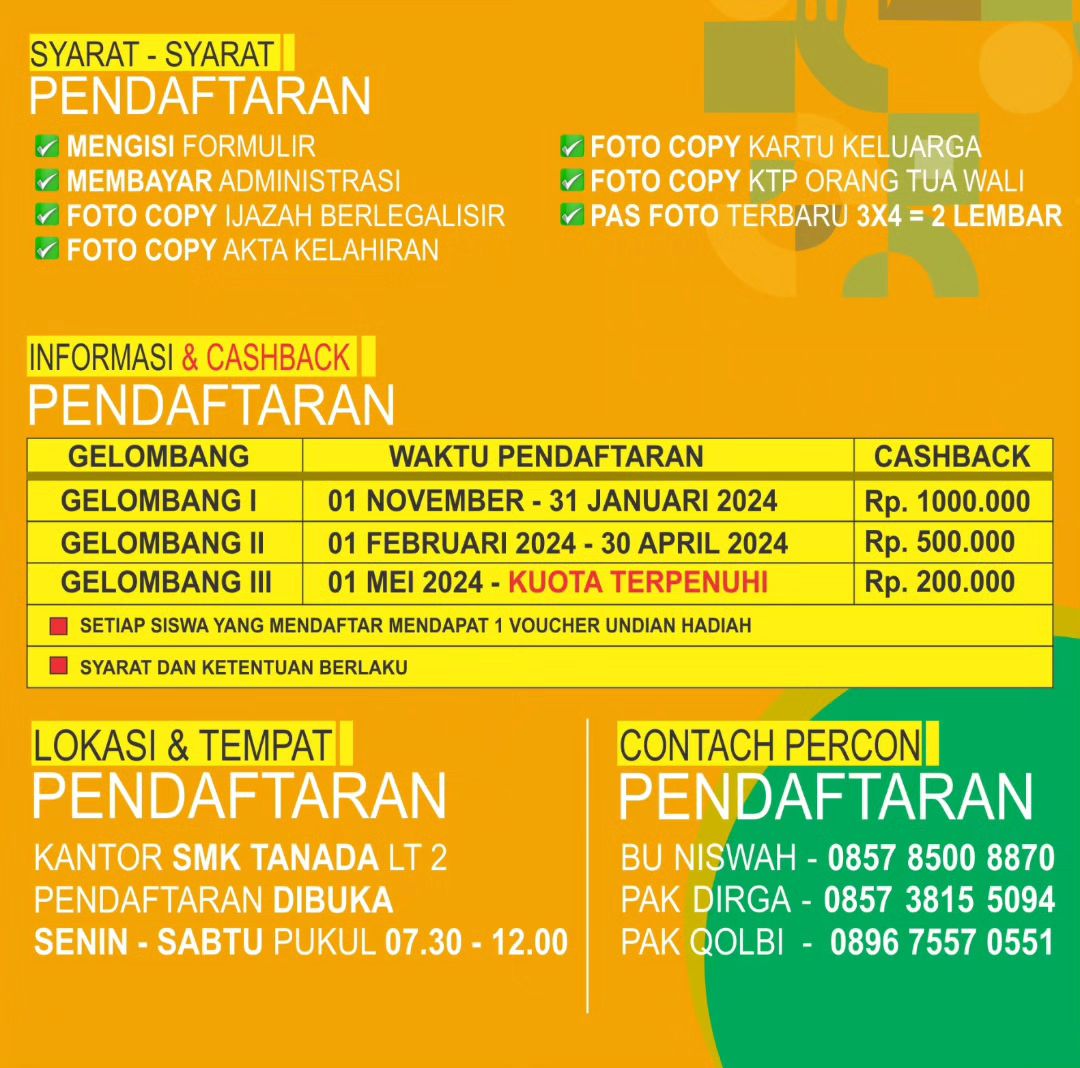 SYARAT - SYARAT
PENDAFTARAN
MENGISI FORMULIR
MEMBAYAR ADMINISTRASI
FOTO COPY IJAZAH BERLEGALISIR
FOTO COPY AKTA KELAHIRAN
FOTO COPY KARTU KELUARGA
FOTO COPY KTP ORANG TUA WALI
PAS FOTO TERBARU 3X4 = 2 LEMBAR
INFORMASI & CASHBACK
PENDAFTARAN
GELOMBANG WAKTU PENDAFTARAN CASHBACK
GELOMBANG I 01 NOVEMBER - 31 JANUARI 2024 Rp. 1000.000
GELOMBANG II 01 FEBRUARI 2024 - 30 APRIL 2024 Rp. 500.000
GELOMBANG III 01 MEI 2024 - KUOTA TERPENUHI Rp. 200.000
SETIAP SISWA YANG MENDAFTAR MENDAPAT 1 VOUCHER UNDIAN HADIAH
SYARAT DAN KETENTUAN BERLAKU
LOKASI & TEMPAT
PENDAFTARAN
KANTOR SMK TANADA LT 2
PENDAFTARAN DIBUKA
SENIN - SABTU PUKUL 07.30 - 12.00
CONTACH PERCON
PENDAFTARAN
BU NISWAH - 0857 8500 8870
PAK DIRGA - 0857 3815 5094
PAK QOLBI - 0896 7557 0551